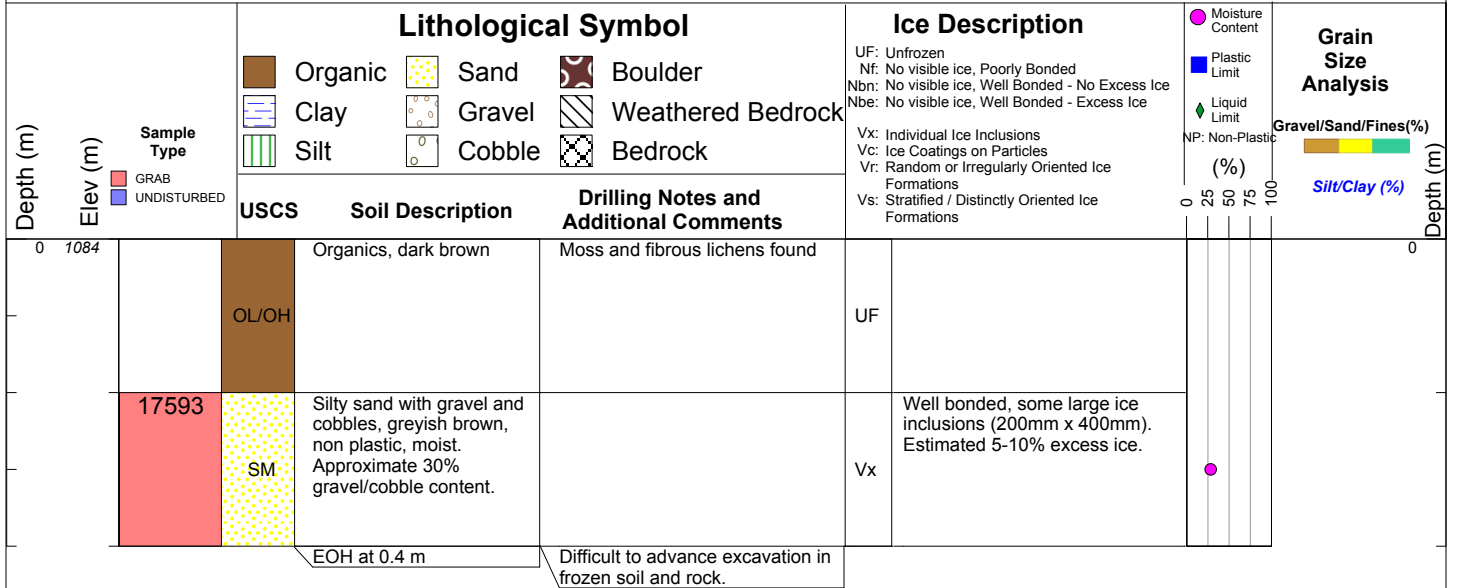 Depth (m)
Elev (m)
Sample
Type
GRAB
UNDISTURBED
Lithological Symbol
Organic
Sand
Boulder
Clay
Gravel
Weathered Bedrock
Silt
Cobble
Bedrock
USCS
Soil Description
Drilling Notes and
Additional Comments
Ice Description
UF: Unfrozen
Nf: No visible ice, Poorly Bonded
Nbn: No visible ice, Well Bonded - No Excess Ice
Nbe: No visible ice, Well Bonded - Excess Ice
Vx: Individual Ice Inclusions
Vc: Ice Coatings on Particles
Vr: Random or Irregularly Oriented Ice
Formations
Vs: Stratified / Distinctly Oriented Ice
Formations
Moisture
Content
Plastic
Limit
Liquid
Limit
NP: Non-Plastic
(%)
0 25 50 75 100
Grain
Size
Analysis
Gravel/Sand/Fines(%)
Silt/Clay (%)
Depth (m)
0 1084
OL/OH
Organics, dark brown
Moss and fibrous lichens found
UF
0
17593
SM
Silty sand with gravel and
cobbles, greyish brown,
non plastic, moist.
Approximate 30%
gravel/cobble content.
Vx
Well bonded, some large ice
inclusions (200mm x 400mm).
Estimated 5-10% excess ice.
EOH at 0.4 m
Difficult to advance excavation in
frozen soil and rock.